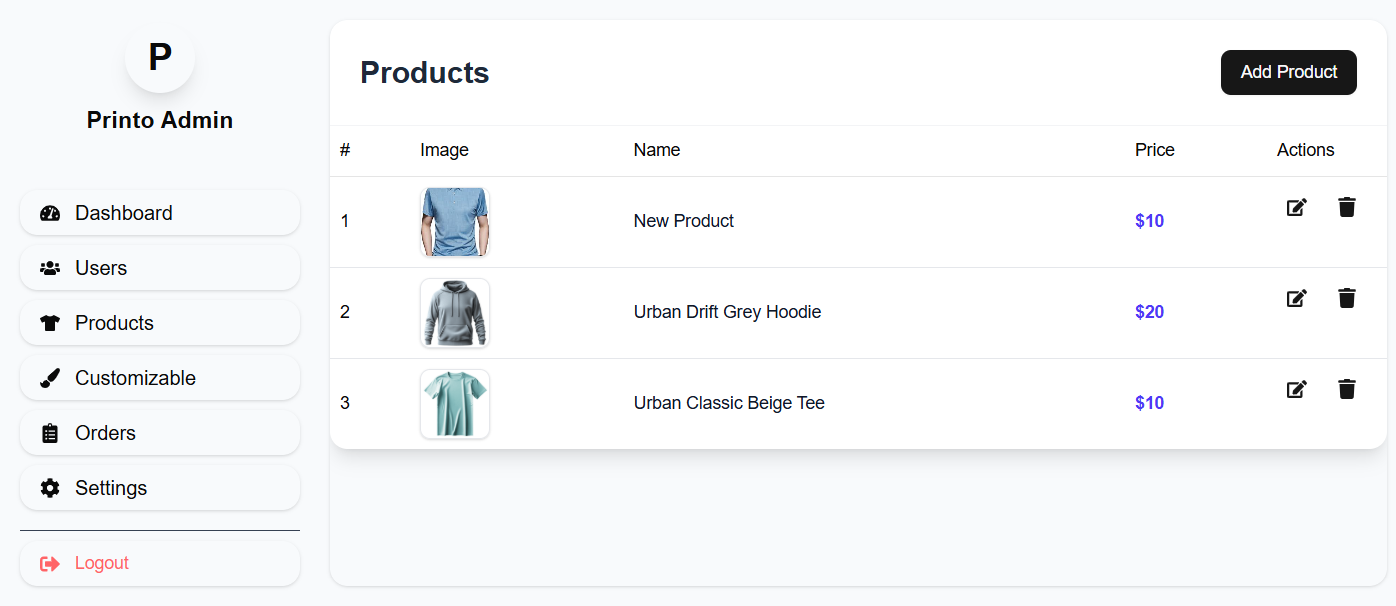 P
Printo Admin
Dashboard
Users
Products
Customizable
Orders
Settings
Logout
Products
Add Product
# Image Name Price Actions
1 New Product $10
2 Urban Drift Grey Hoodie $20
3 Urban Classic Beige Tee $10